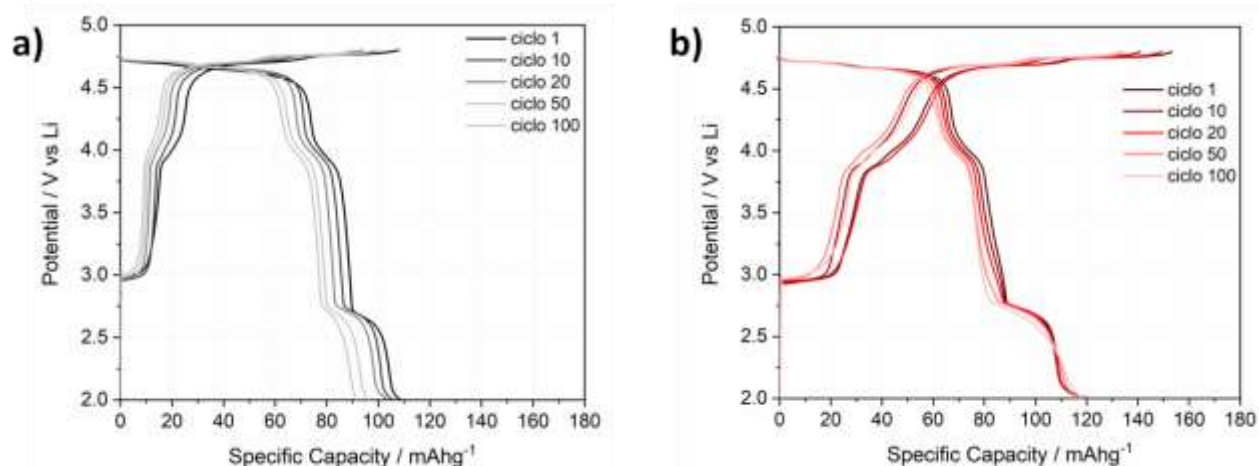 a)
5.0
4.5
4.0
3.5
3.0
2.5
2.0
Potential / V vs Li
ciclo 1
ciclo 10
ciclo 20
ciclo 50
ciclo 100
0 20 40 60 80 100 120 140 160 180
Specific Capacity / mAhg⁻¹
b)
5.0
4.5
4.0
3.5
3.0
2.5
2.0
Potential / V vs Li
ciclo 1
ciclo 10
ciclo 20
ciclo 50
ciclo 100
0 20 40 60 80 100 120 140 160 180
Specific Capacity / mAhg⁻¹